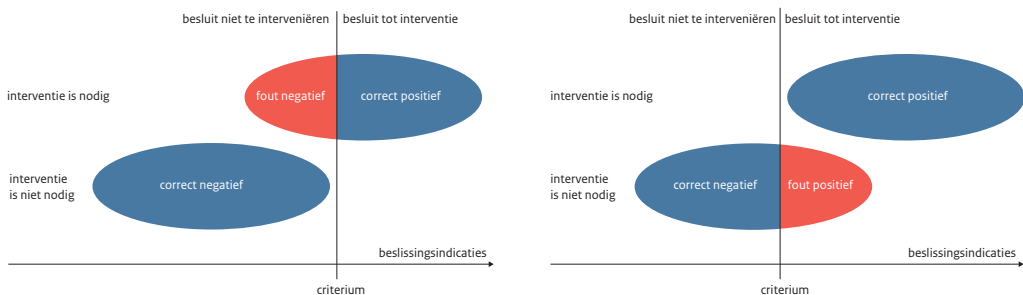 besluit niet te interveniëren
besluit tot interventie
interventie is nodig
fout negatief
correct positief
interventie
is niet nodig
correct negatief
beslissingsindicaties
criterium
besluit niet te interveniëren
besluit tot interventie
interventie is nodig
correct positief
interventie
is niet nodig
correct negatief
fout positief
beslissingsindicaties
criterium